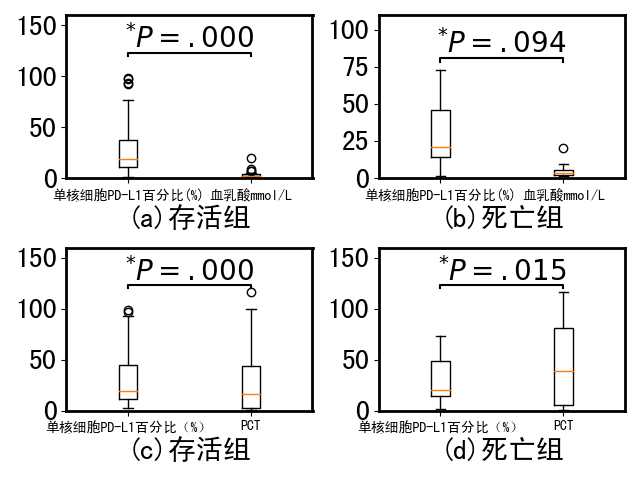 150
100
50
0
*P = .000
单核细胞PD-L1百分比(%) 血乳酸mmol/L
(a)存活组
100
75
50
25
0
*P = .094
单核细胞PD-L1百分比(%) 血乳酸mmol/L
(b)死亡组
150
100
50
0
*P = .000
单核细胞PD-L1百分比（%） PCT
(c)存活组
150
100
50
0
*P = .015
单核细胞PD-L1百分比（%） PCT
(d)死亡组